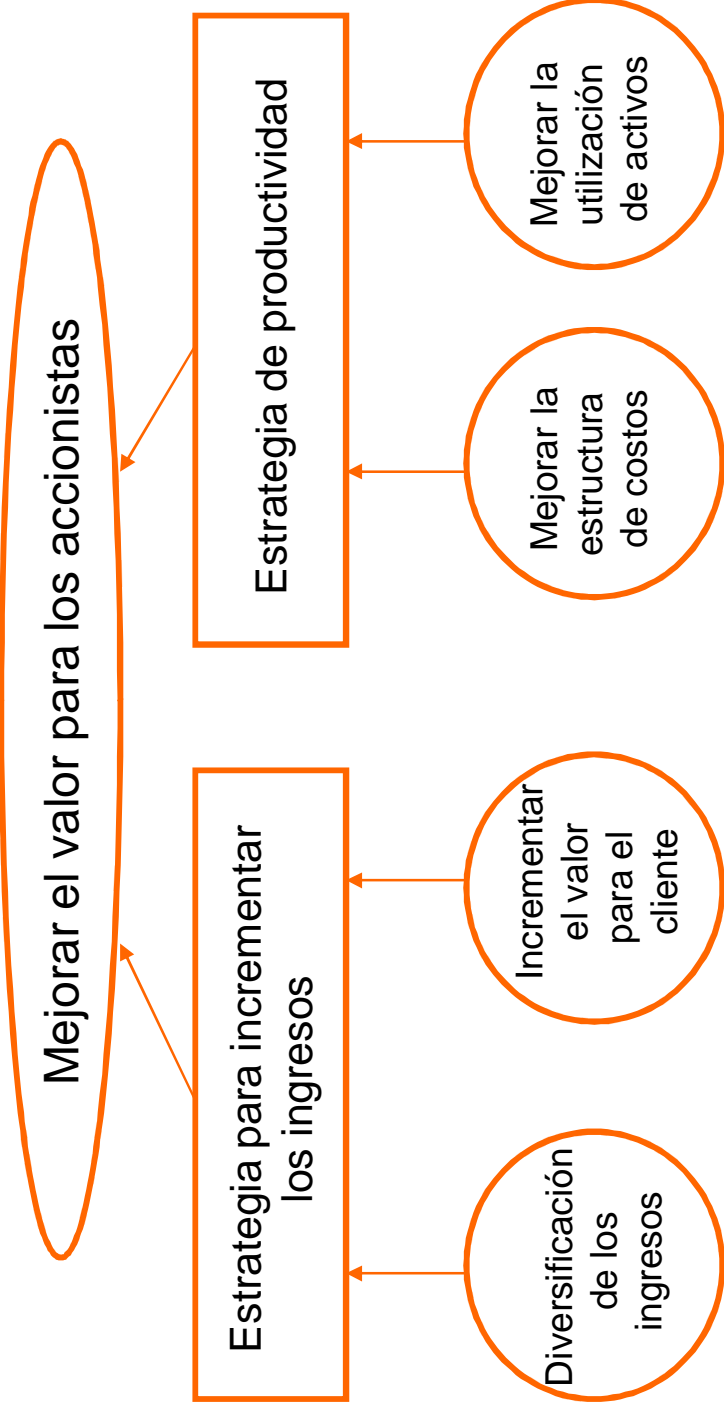 Mejorar el valor para los accionistas
Estrategia para incrementar
los ingresos
Estrategia de productividad
Diversificación
de los
ingresos
Incrementar
el valor
para el
cliente
Mejorar la
estructura
de costos
Mejorar la
utilización
de activos